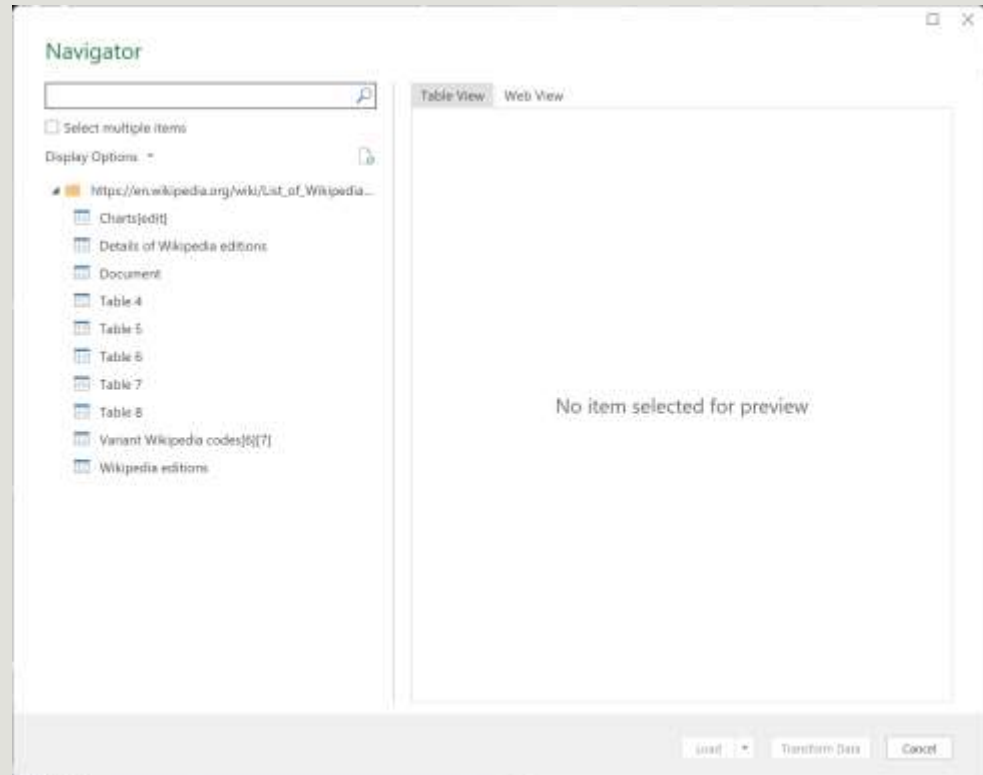 Navigator
Table View Web View
Select multiple items
Display Options
https://en.wikipedia.org/wiki/List_of_Wikipedia...
Charts[edit]
Details of Wikipedia editions
Document
Table 4
Table 5
Table 6
Table 7
Table 8
Variant Wikipedia codes[6][7]
Wikipedia editions
No item selected for preview
Load Transform Data Cancel